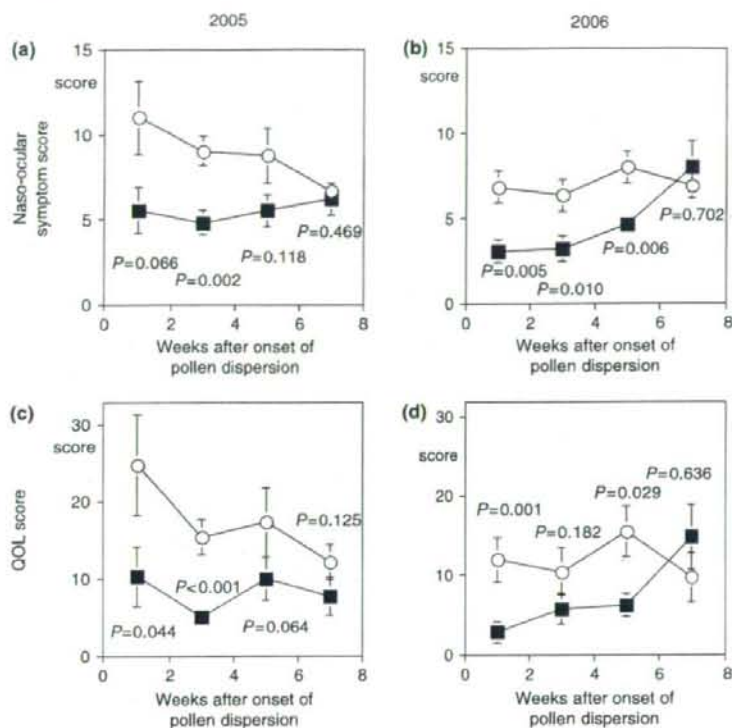 2005
2006
(a)
15
score
10
5
0
Naso-ocular
symptom score
P=0.066
P=0.002
P=0.118
P=0.469
0 2 4 6 8
Weeks after onset of
pollen dispersion
(b)
15
score
10
5
0
P=0.005
P=0.010
P=0.006
P=0.702
0 2 4 6 8
Weeks after onset of
pollen dispersion
(c)
30
score
20
10
0
QOL score
P=0.044
P<0.001
P=0.064
P=0.125
0 2 4 6 8
Weeks after onset of
pollen dispersion
(d)
30
score
20
10
0
P=0.001
P=0.182
P=0.029
P=0.636
0 2 4 6 8
Weeks after onset of
pollen dispersion